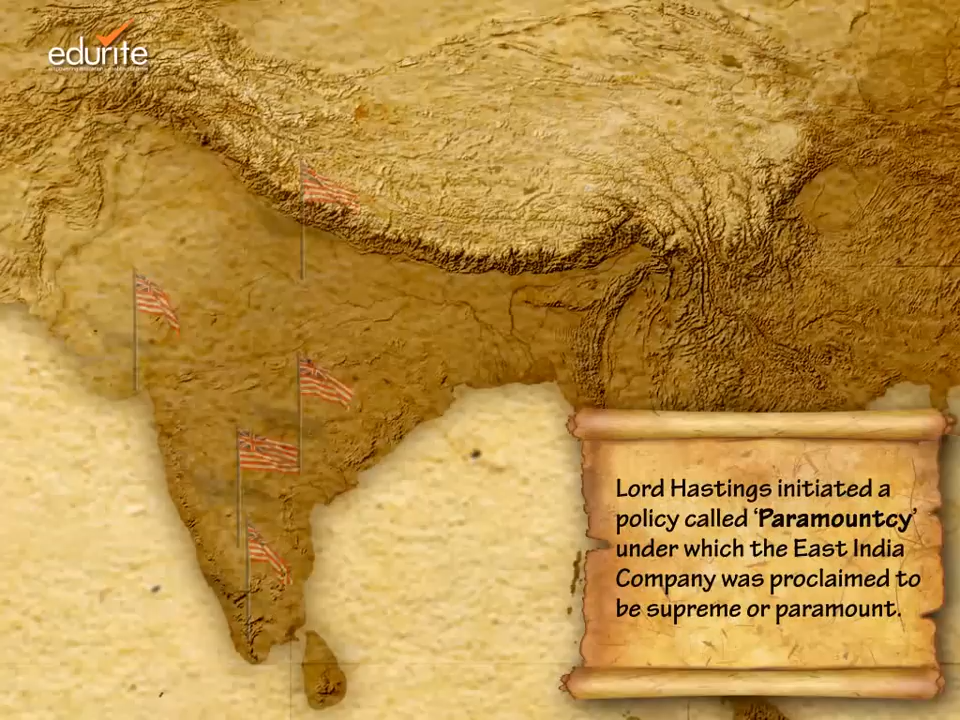 edurite
Lord Hastings initiated a
policy called ‘Paramountcy’
under which the East India
Company was proclaimed to
be supreme or paramount.